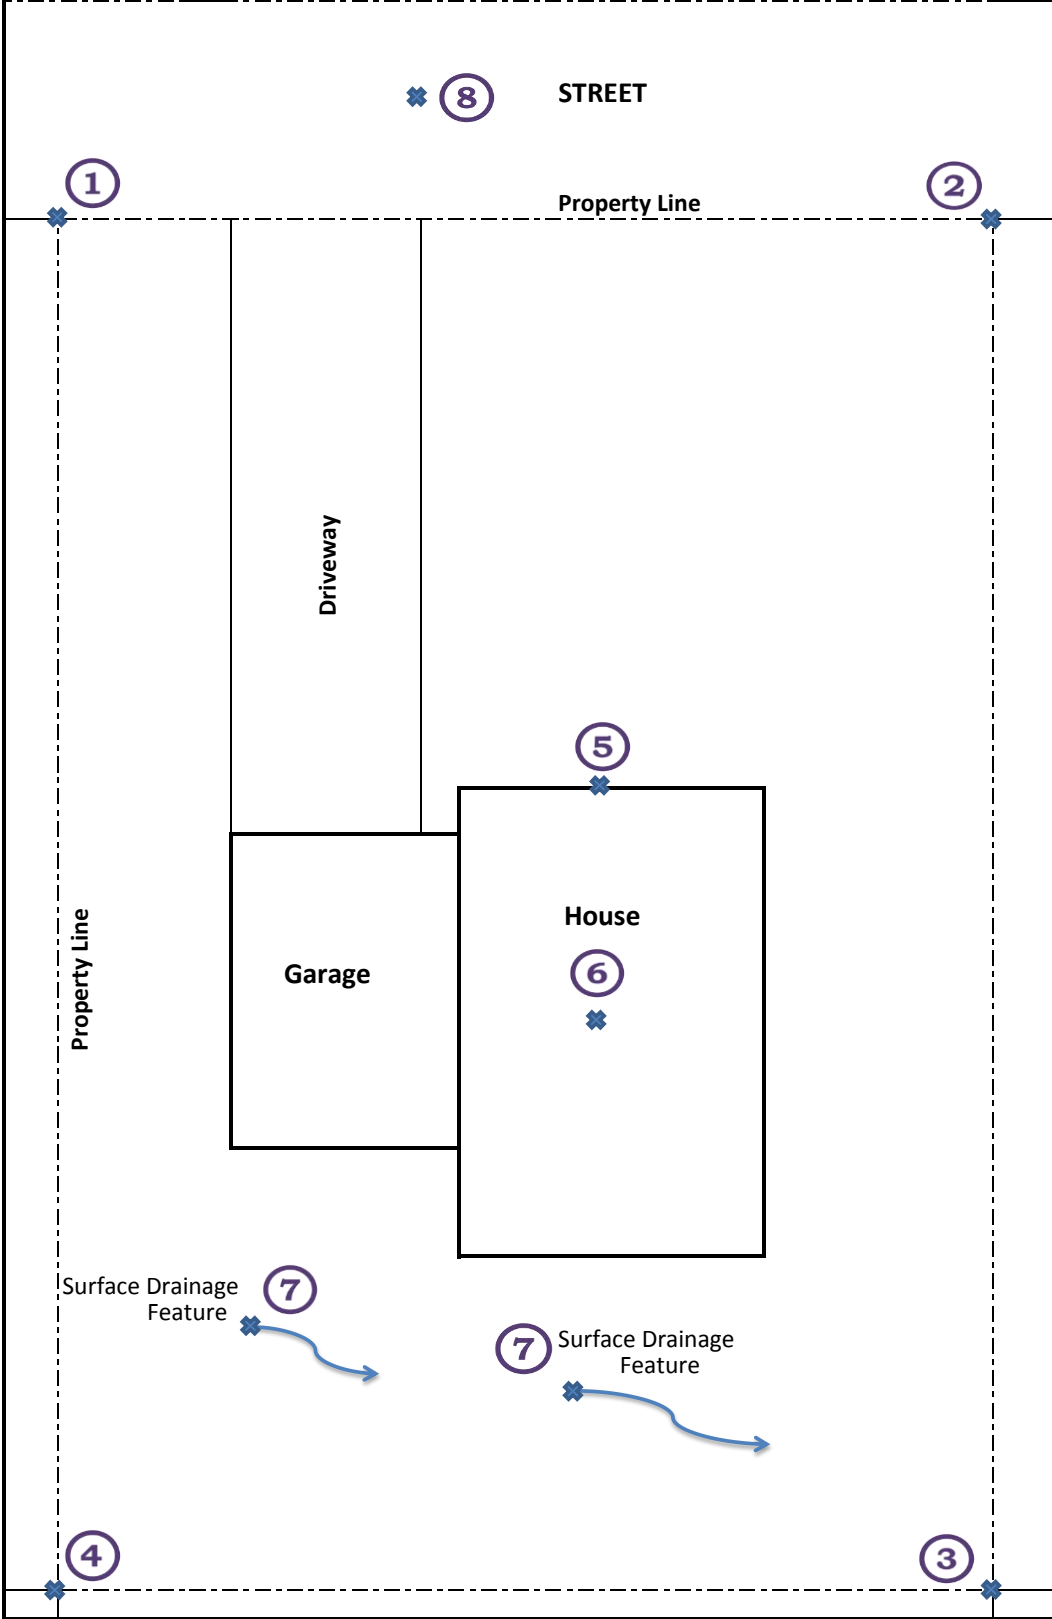 8 STREET
1
2
Property Line
Driveway
5
House
Garage
6
Property Line
Surface Drainage
Feature
7
7
Surface Drainage
Feature
4
3